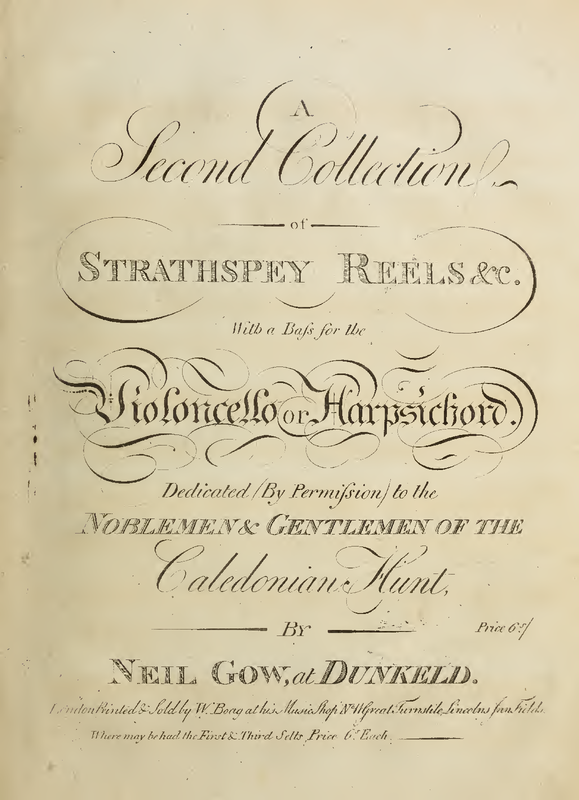 A
Second Collection
of
STRATHSPEY REELS &c.
With a Baſs for the
Violoncello or Harpsichord.
Dedicated (By Permiſsion) to the
NOBLEMEN & GENTLEMEN OF THE
Caledonian Hunt,
BY Price 6s/
NEIL GOW, at DUNKELD.
London Printed & Sold by W. Boag at his Music Shop No. 11 Great Turnstile Lincolns Inn Fields
Where may be had the First & Third Setts Price 6s. Each.